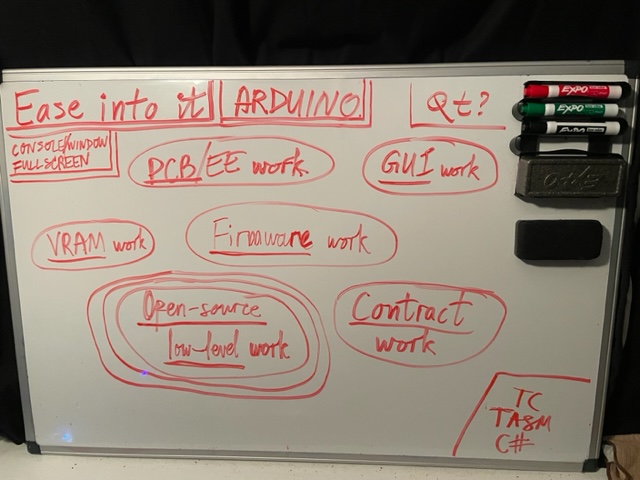 Ease into it
ARDUINO
Qt?
CONSOLE/WINDOW
FULLSCREEN
PCB/EE work
GUI work
VRAM work
Firmware work
Open-source
low-level work
Contract
work
TC
TASM
C#
EXPO
EXPO
EXPO